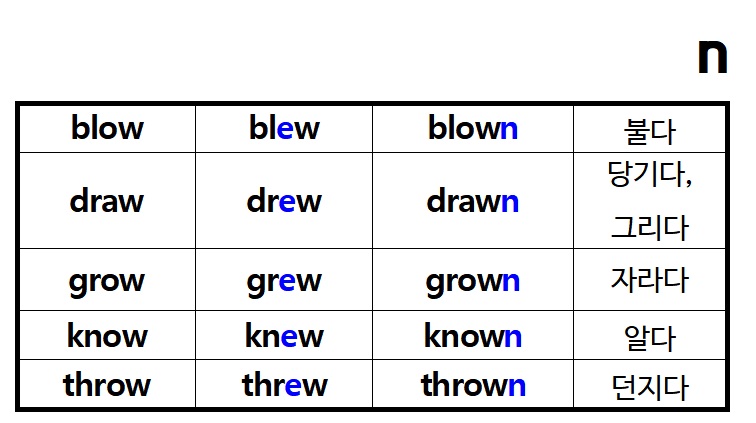 n
blow blew blown 불다
draw drew drawn 당기다,
그리다
grow grew grown 자라다
know knew known 알다
throw threw thrown 던지다